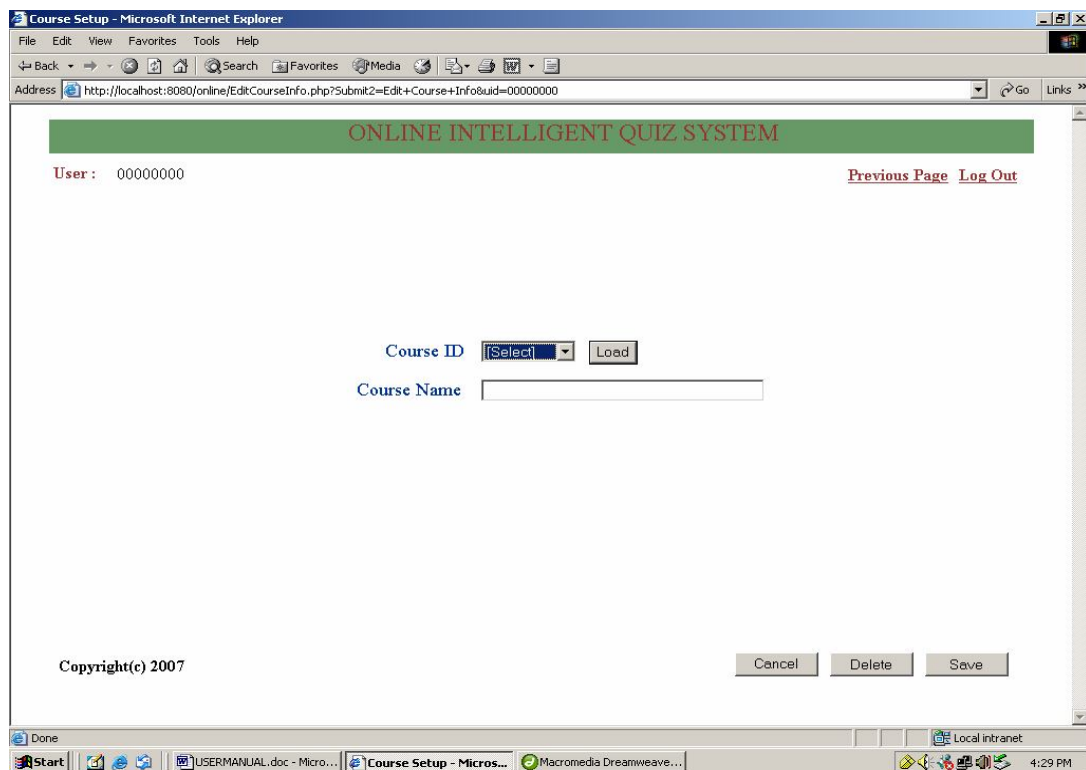 Course Setup - Microsoft Internet Explorer
File Edit View Favorites Tools Help
Back Search Favorites Media
Address http://localhost:8080/online/EditCourseInfo.php?Submit2=Edit+Course+Info&uid=00000000 Go Links »
ONLINE INTELLIGENT QUIZ SYSTEM
User : 00000000 Previous Page Log Out
Course ID [Select] Load
Course Name
Copyright(c) 2007 Cancel Delete Save
Done Local intranet
Start USERMANUAL.doc - Micro... Course Setup - Micros... Macromedia Dreamweave... 4:29 PM